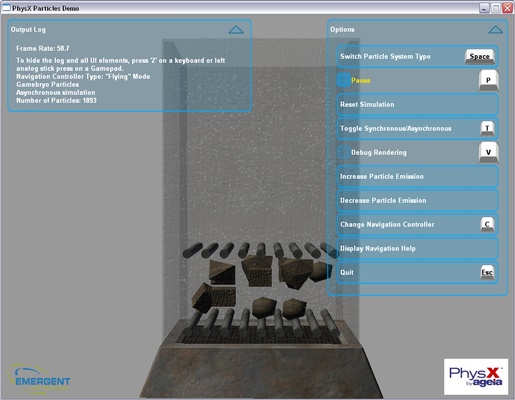 PhysX Particles Demo
Output Log
Frame Rate: 58.7
To hide the log and all UI elements, press 'Z' on a keyboard or left
analog stick press on a Gamepad.
Navigation Controller Type: "Flying" Mode
Gamebryo Particles
Asynchronous simulation
Number of Particles: 1893
Options
Switch Particle System Type Space
Pause P
Reset Simulation
Toggle Synchronous/Asynchronous T
Debug Rendering V
Increase Particle Emission
Decrease Particle Emission
Change Navigation Controller C
Display Navigation Help
Quit Esc
EMERGENT
PhysX
by ageia